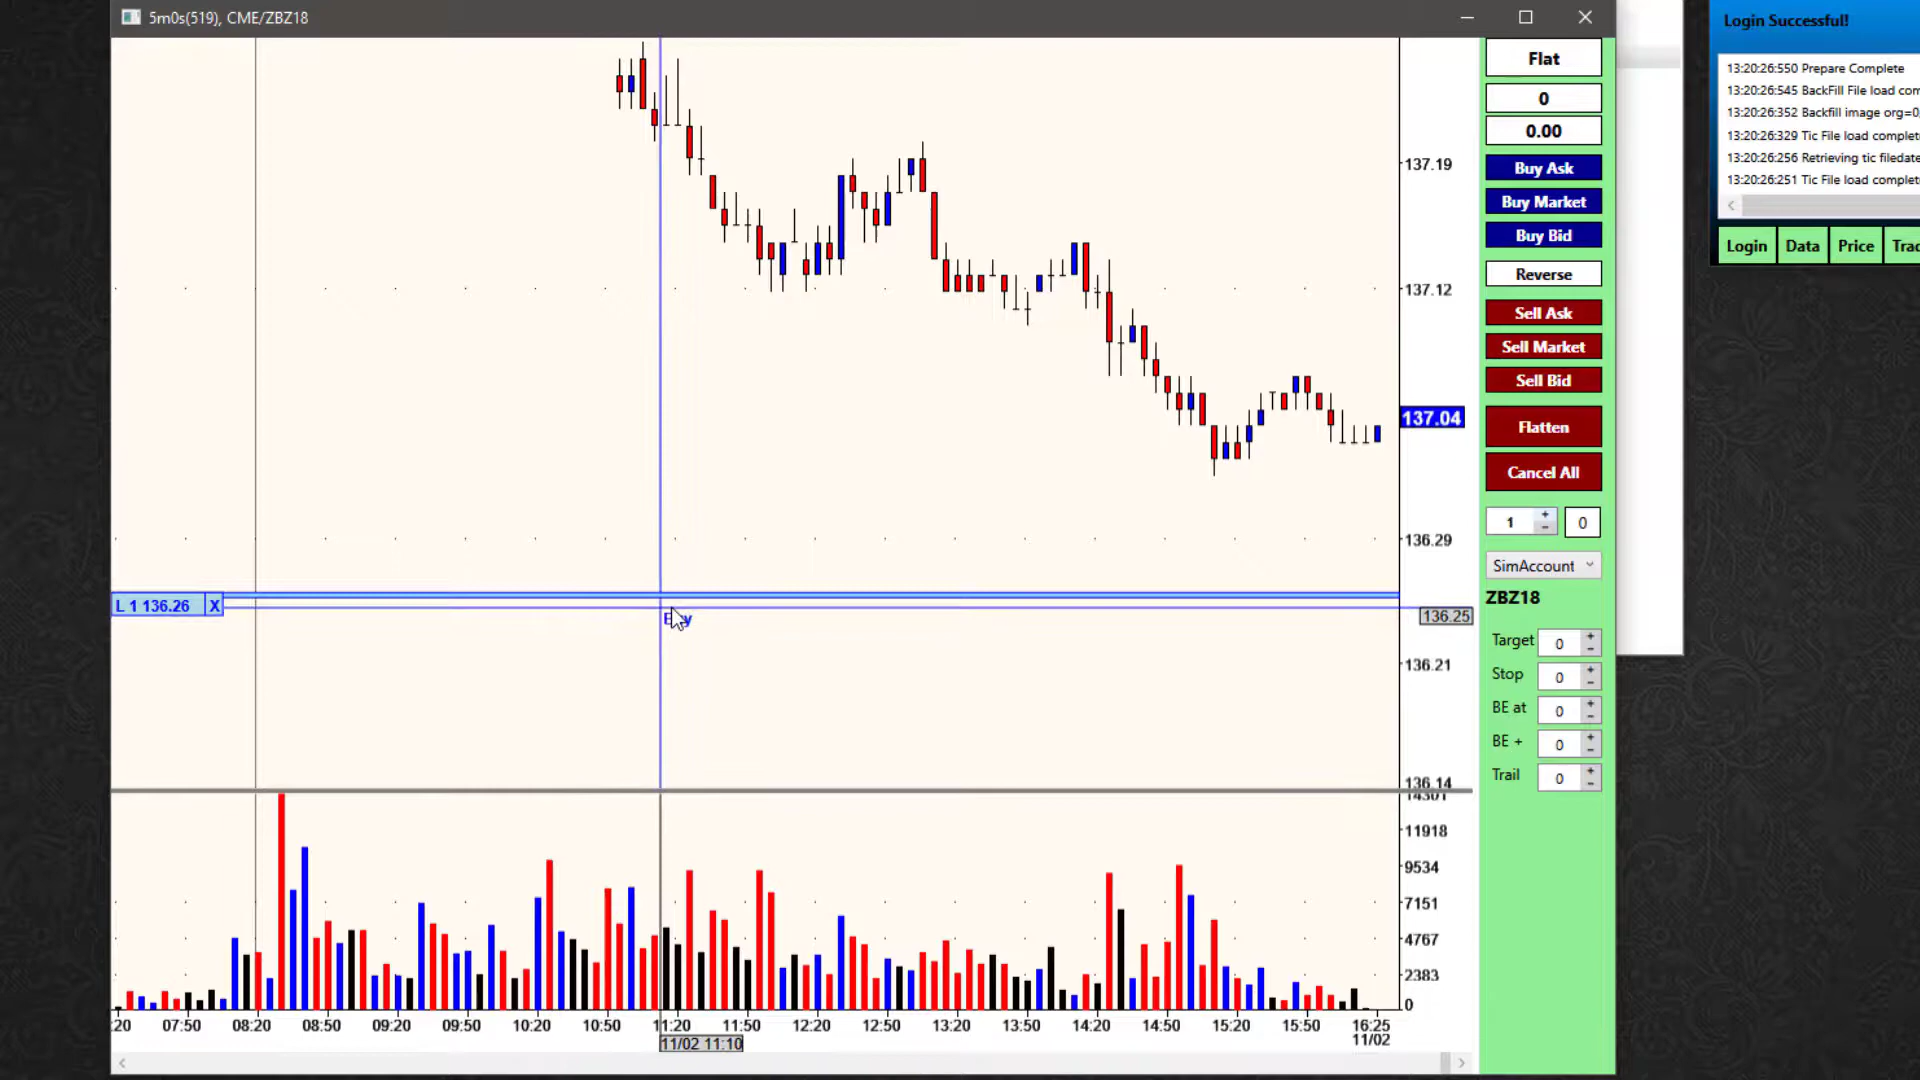 5m0s(519), CME/ZBZ18
137.19
137.12
137.04
136.29
L 1 136.26 X
136.25
136.21
136.14
14301
11918
9534
7151
4767
2383
0
:20 07:50 08:20 08:50 09:20 09:50 10:20 10:50 11:20 11:50 12:20 12:50 13:20 13:50 14:20 14:50 15:20 15:50 16:25
11/02
11/02 11:10
Flat
0
0.00
Buy Ask
Buy Market
Buy Bid
Reverse
Sell Ask
Sell Market
Sell Bid
Flatten
Cancel All
1 + - 0
SimAccount
ZBZ18
Target 0 + -
Stop 0 + -
BE at 0 + -
BE + 0 + -
Trail 0 + -
Login Successful!
13:20:26:550 Prepare Complete
13:20:26:545 BackFill File load com
13:20:26:352 Backfill image org=0,
13:20:26:329 Tic File load complet
13:20:26:256 Retrieving tic filedate
13:20:26:251 Tic File load complet
Login Data Price Trad